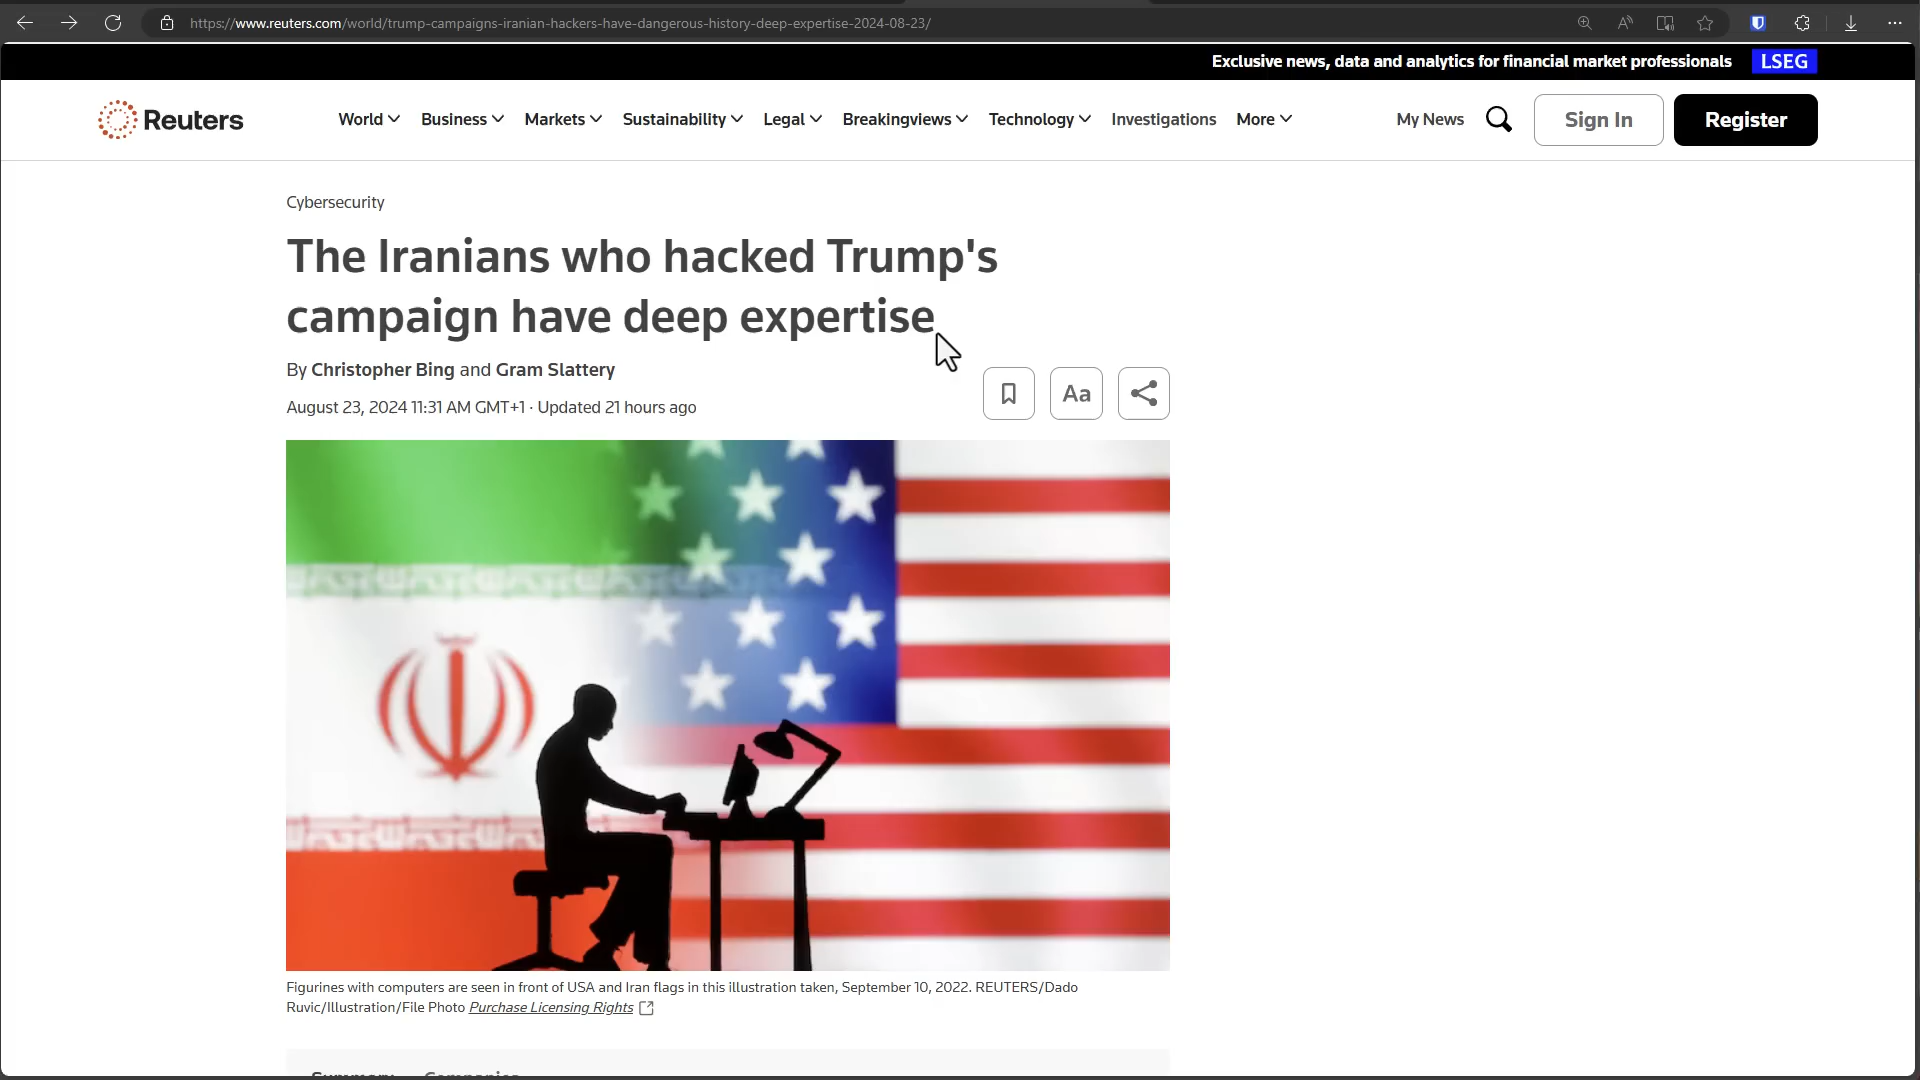 https://www.reuters.com/world/trump-campaigns-iranian-hackers-have-dangerous-history-deep-expertise-2024-08-23/
Exclusive news, data and analytics for financial market professionals LSEG
Reuters World Business Markets Sustainability Legal Breakingviews Technology Investigations More My News Sign In Register
Cybersecurity
The Iranians who hacked Trump's
campaign have deep expertise
By Christopher Bing and Gram Slattery
August 23, 2024 11:31 AM GMT+1 · Updated 21 hours ago
Aa
Figurines with computers are seen in front of USA and Iran flags in this illustration taken, September 10, 2022. REUTERS/Dado
Ruvic/Illustration/File Photo Purchase Licensing Rights
Summary Companies